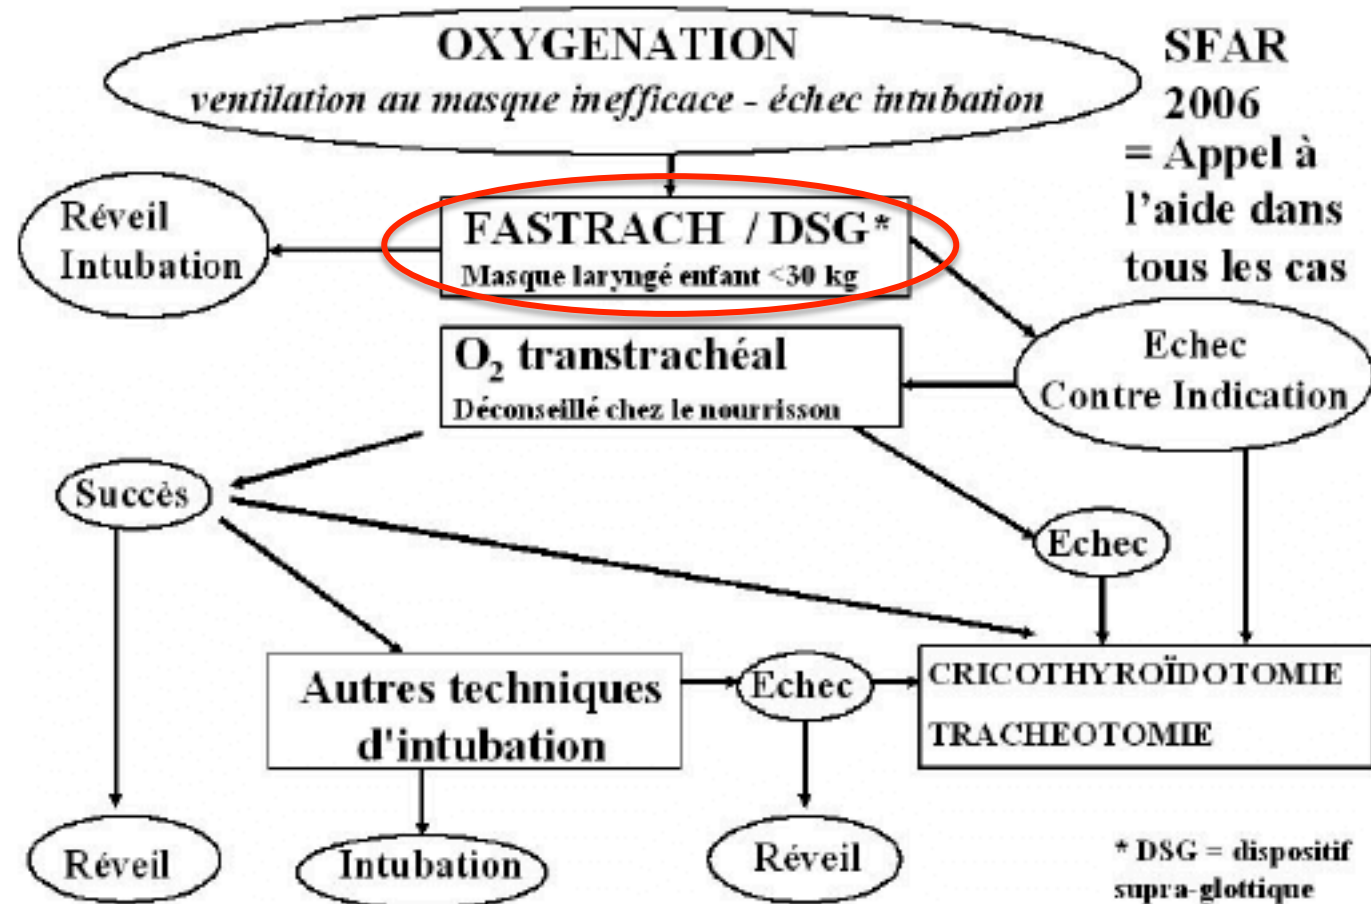 OXYGENATION
ventilation au masque inefficace - échec intubation
SFAR
2006
= Appel à
l'aide dans
tous les cas
Réveil
Intubation
FASTRACH / DSG*
Masque laryngé enfant <30 kg
O₂ transtrachéal
Déconseillé chez le nourrisson
Echec
Contre Indication
Succès
Echec
Autres techniques
d'intubation
Echec
CRICOTHYROÏDOTOMIE
TRACHEOTOMIE
Réveil
Intubation
Réveil
* DSG = dispositif
supra-glottique